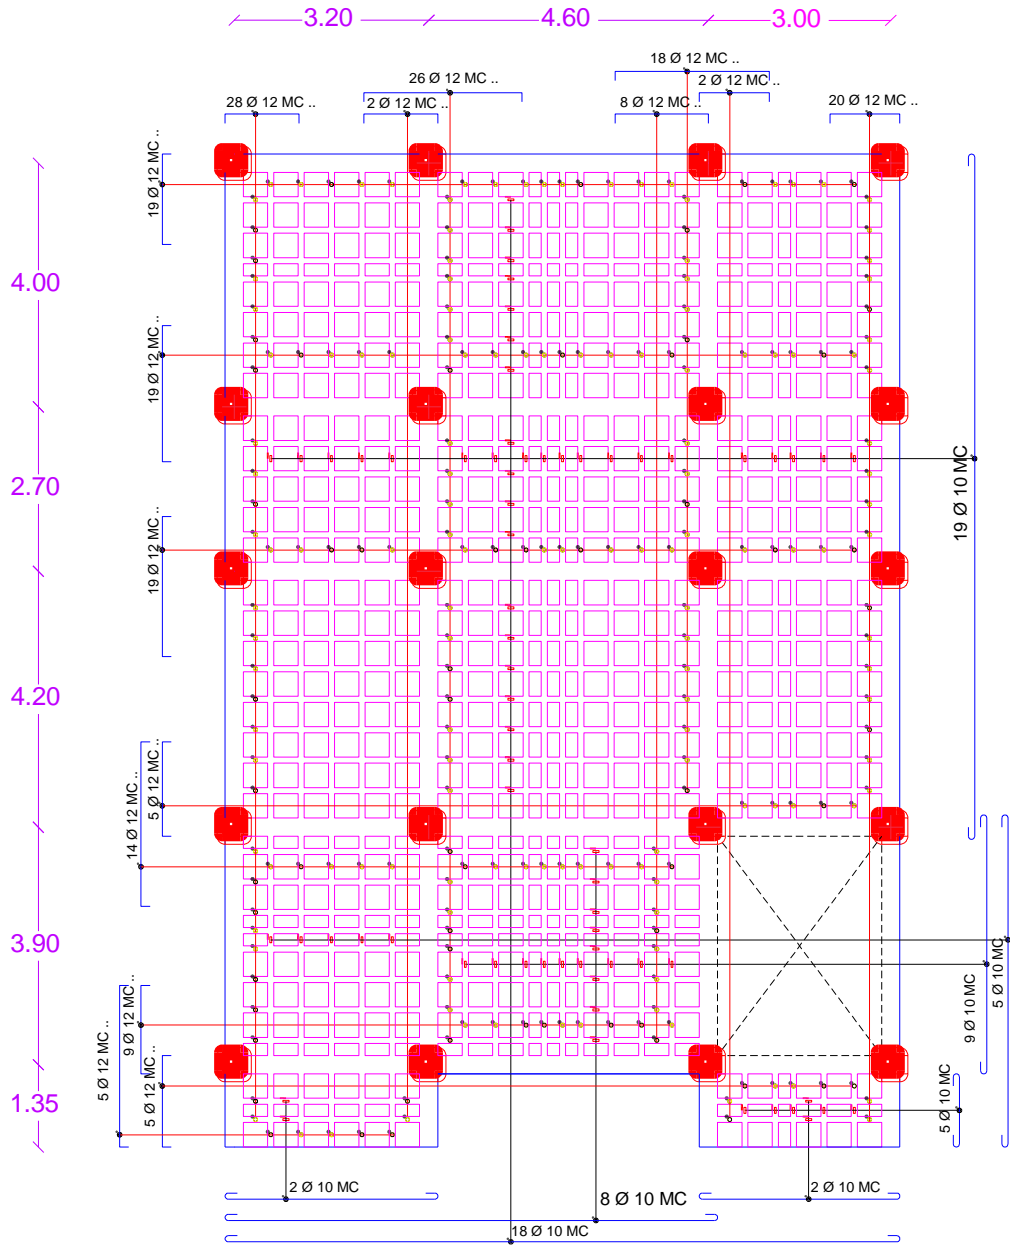 3.20 4.60 3.00
18 Ø 12 MC ..
26 Ø 12 MC .. 2 Ø 12 MC ..
28 Ø 12 MC .. 2 Ø 12 MC .. 8 Ø 12 MC .. 20 Ø 12 MC ..
19 Ø 12 MC ..
4.00
19 Ø 12 MC ..
2.70
19 Ø 10 MC
19 Ø 12 MC ..
4.20
5 Ø 12 MC ..
14 Ø 12 MC ..
3.90
9 Ø 12 MC ..
9 Ø 10 MC
5 Ø 10 MC
5 Ø 12 MC ..
5 Ø 12 MC ..
1.35
5 Ø 10 MC
2 Ø 10 MC 2 Ø 10 MC
8 Ø 10 MC
18 Ø 10 MC